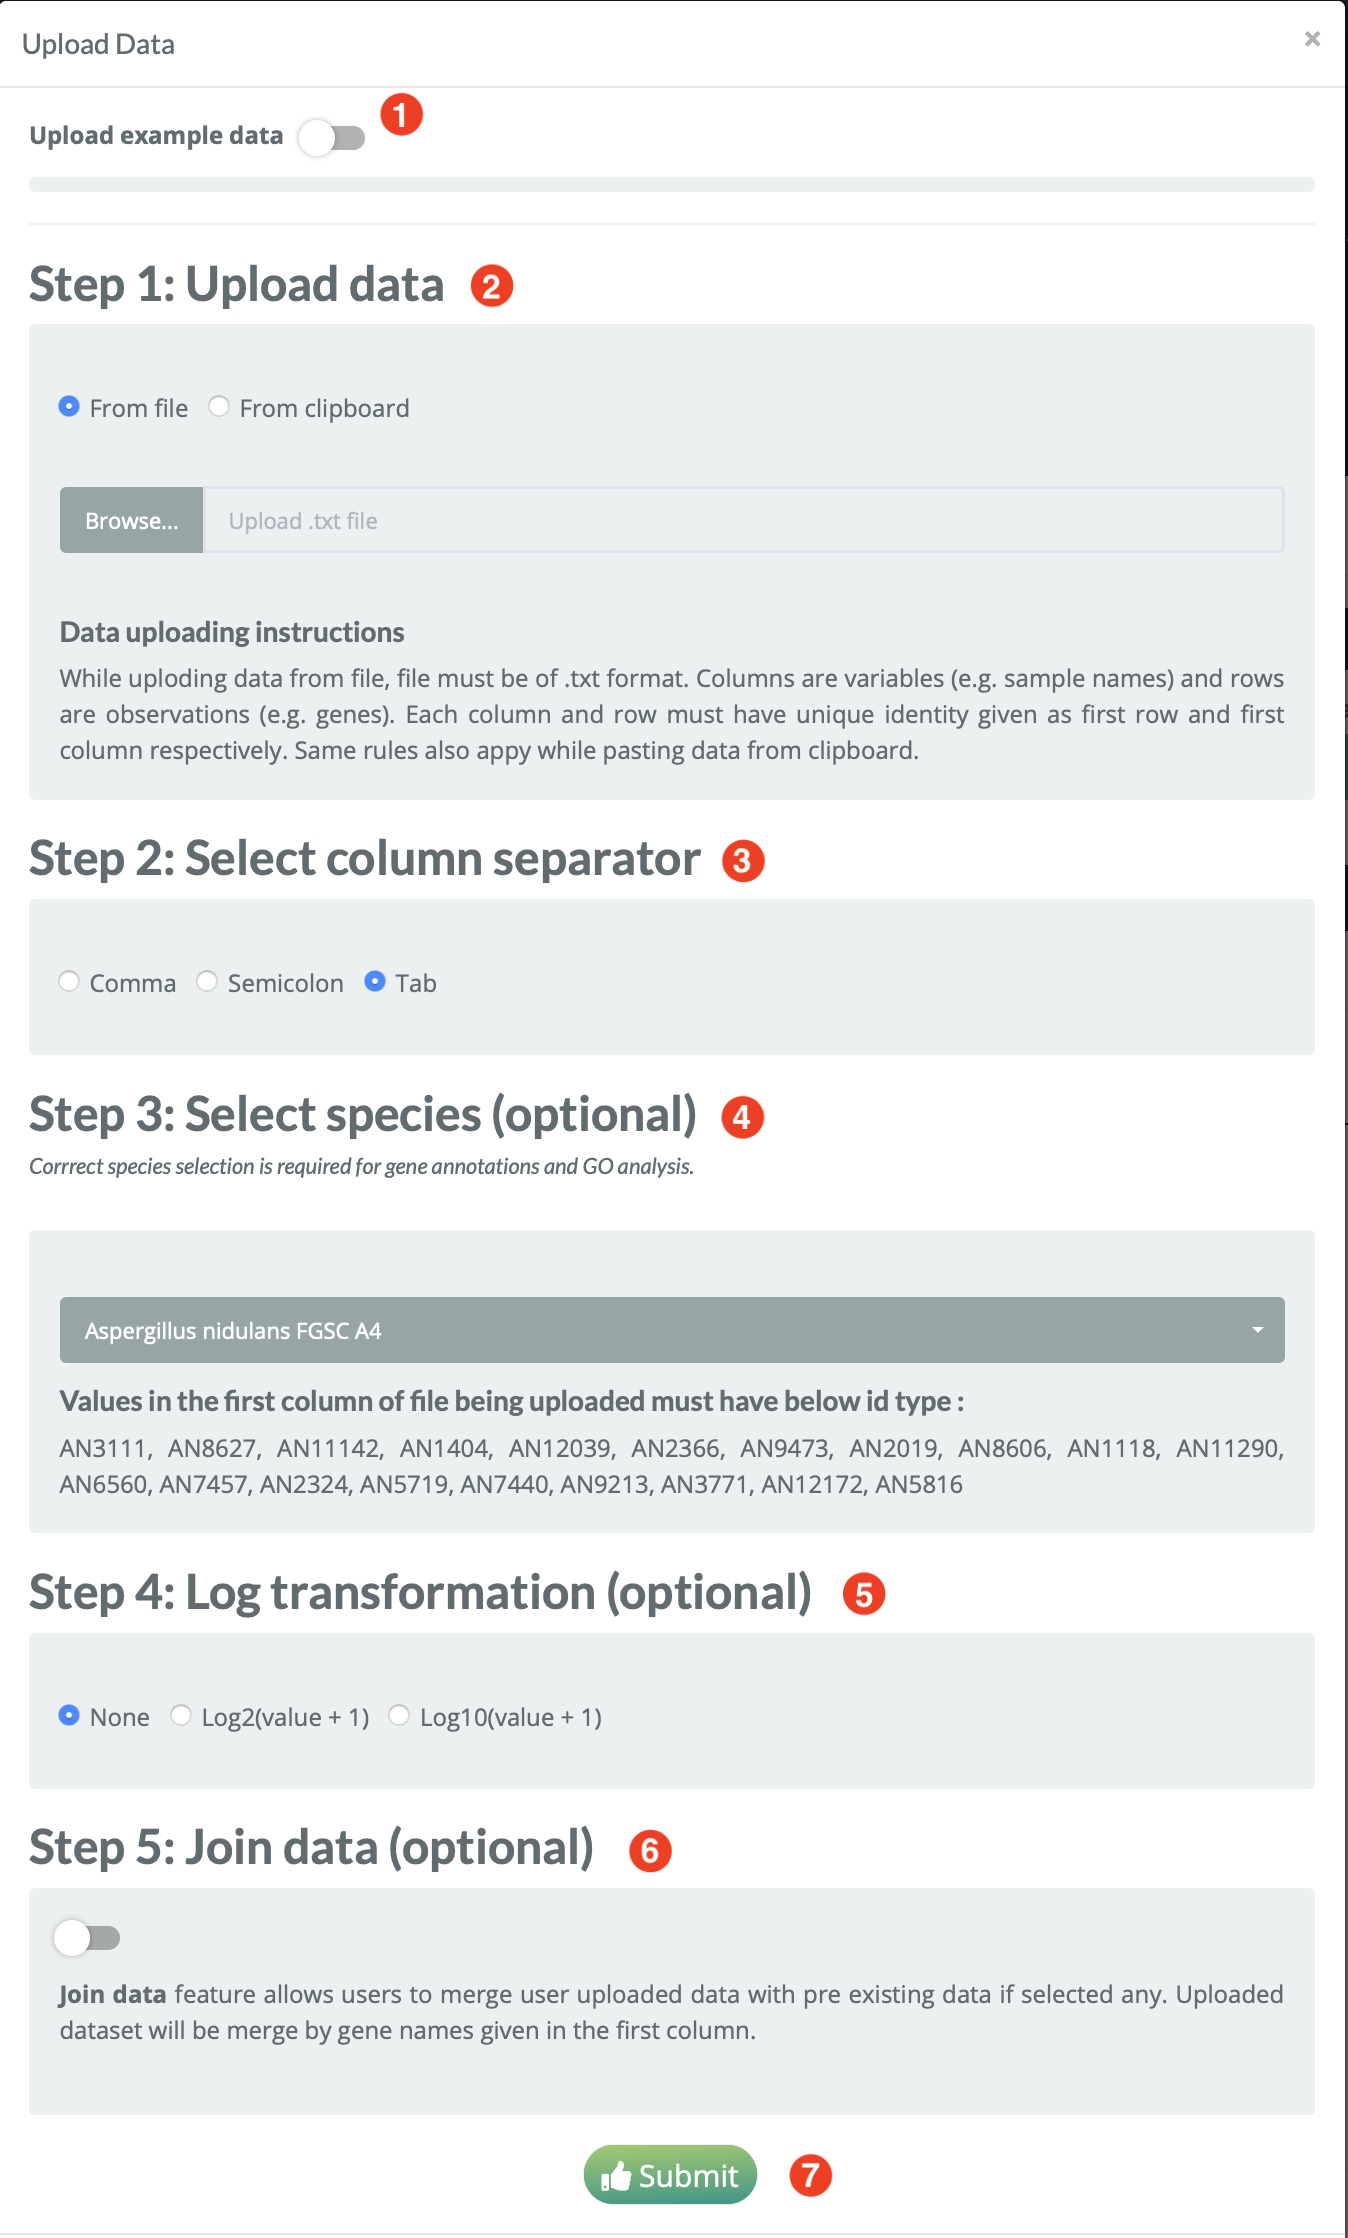 Upload Data ×
Upload example data 1
Step 1: Upload data 2
From file From clipboard
Browse... Upload .txt file
Data uploading instructions
While uploding data from file, file must be of .txt format. Columns are variables (e.g. sample names) and rows
are observations (e.g. genes). Each column and row must have unique identity given as first row and first
column respectively. Same rules also appy while pasting data from clipboard.
Step 2: Select column separator 3
Comma Semicolon Tab
Step 3: Select species (optional) 4
Corrrect species selection is required for gene annotations and GO analysis.
Aspergillus nidulans FGSC A4
Values in the first column of file being uploaded must have below id type :
AN3111, AN8627, AN11142, AN1404, AN12039, AN2366, AN9473, AN2019, AN8606, AN1118, AN11290,
AN6560, AN7457, AN2324, AN5719, AN7440, AN9213, AN3771, AN12172, AN5816
Step 4: Log transformation (optional) 5
None Log2(value + 1) Log10(value + 1)
Step 5: Join data (optional) 6
Join data feature allows users to merge user uploaded data with pre existing data if selected any. Uploaded
dataset will be merge by gene names given in the first column.
Submit 7